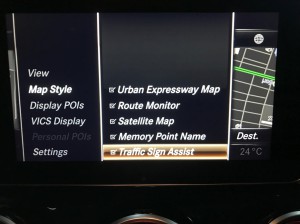 View
Map Style
Display POIs
VICS Display
Personal POIs
Settings
Urban Expressway Map
Route Monitor
Satellite Map
Memory Point Name
Traffic Sign Assist
Dest.
24°C